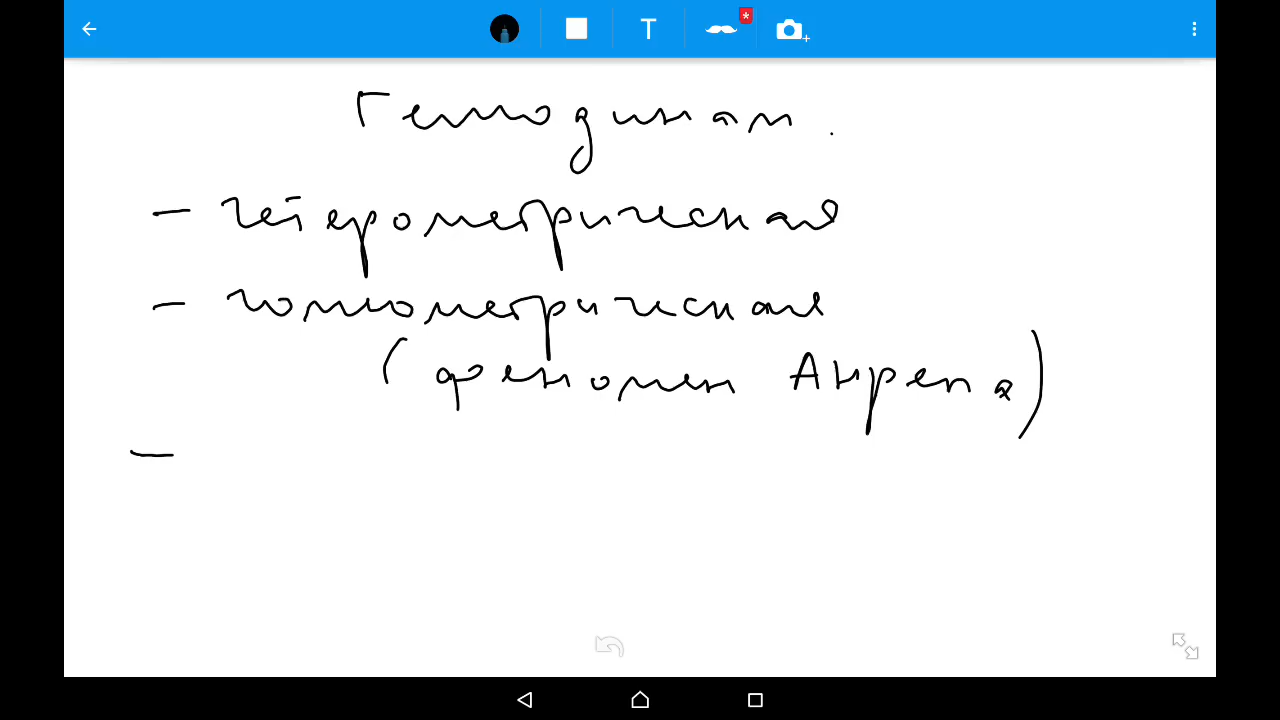 Гемодинам.
- гетерометрическая
- гомеометрическая
(феномен Анрепа)
-